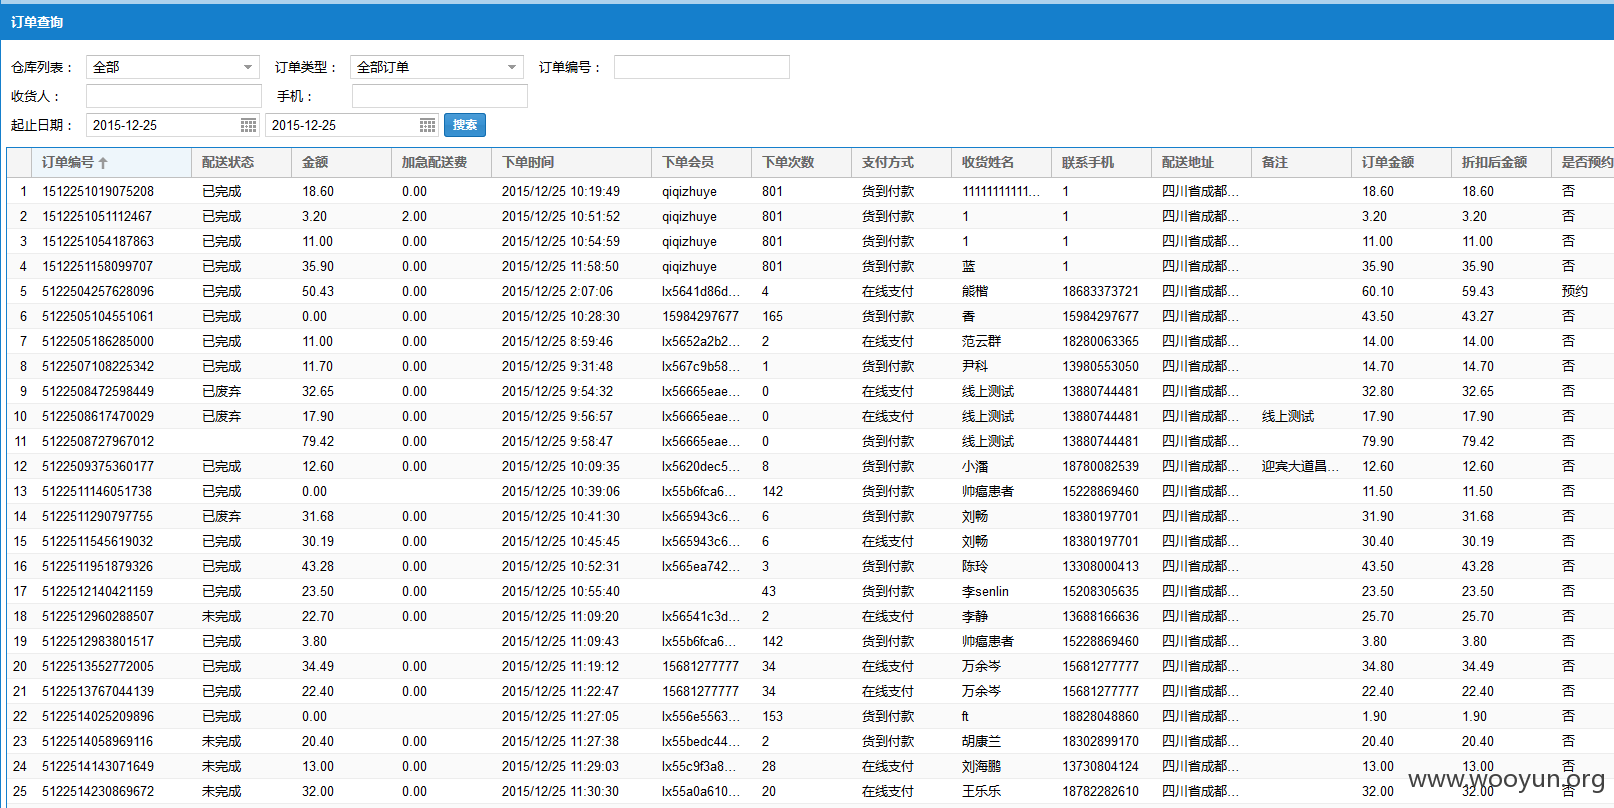 订单查询
仓库列表： 全部 订单类型： 全部订单 订单编号：
收货人： 手机：
起止日期： 2015-12-25 2015-12-25 搜索
订单编号 配送状态 金额 加急配送费 下单时间 下单会员 下单次数 支付方式 收货姓名 联系手机 配送地址 备注 订单金额 折扣后金额 是否预约
1 1512251019075208 已完成 18.60 0.00 2015/12/25 10:19:49 qiqizhuye 801 货到付款 11111111111... 1 四川省成都... 18.60 18.60 否
2 1512251051112467 已完成 3.20 2.00 2015/12/25 10:51:52 qiqizhuye 801 货到付款 1 1 四川省成都... 3.20 3.20 否
3 1512251054187863 已完成 11.00 0.00 2015/12/25 10:54:59 qiqizhuye 801 货到付款 1 1 四川省成都... 11.00 11.00 否
4 1512251158099707 已完成 35.90 0.00 2015/12/25 11:58:50 qiqizhuye 801 货到付款 蓝 1 四川省成都... 35.90 35.90 否
5 5122504257628096 已完成 50.43 0.00 2015/12/25 2:07:06 lx5641d86d... 4 在线支付 熊楷 18683373721 四川省成都... 60.10 59.43 预约
6 5122505104551061 已完成 0.00 0.00 2015/12/25 10:28:30 15984297677 165 货到付款 香 15984297677 四川省成都... 43.50 43.27 否
7 5122505186285000 已完成 11.00 0.00 2015/12/25 8:59:46 lx5652a2b2... 2 在线支付 范云群 18280063365 四川省成都... 14.00 14.00 否
8 5122507108225342 已完成 11.70 0.00 2015/12/25 9:31:48 lx567c9b58... 1 货到付款 尹科 13980553050 四川省成都... 14.70 14.70 否
9 5122508472598449 已废弃 32.65 0.00 2015/12/25 9:54:32 lx56665eae... 0 在线支付 线上测试 13880744481 四川省成都... 32.80 32.65 否
10 5122508617470029 已废弃 17.90 0.00 2015/12/25 9:56:57 lx56665eae... 0 在线支付 线上测试 13880744481 四川省成都... 线上测试 17.90 17.90 否
11 5122508727967012 79.42 0.00 2015/12/25 9:58:47 lx56665eae... 0 货到付款 线上测试 13880744481 四川省成都... 79.90 79.42 否
12 5122509375360177 已完成 12.60 0.00 2015/12/25 10:09:35 lx5620dec5... 8 货到付款 小潘 18780082539 四川省成都... 迎宾大道昌... 12.60 12.60 否
13 5122511146051738 已完成 0.00 2015/12/25 10:39:06 lx55b6fca6... 142 货到付款 帅癌患者 15228869460 四川省成都... 11.50 11.50 否
14 5122511290797755 已废弃 31.68 0.00 2015/12/25 10:41:30 lx565943c6... 6 货到付款 刘畅 18380197701 四川省成都... 31.90 31.68 否
15 5122511545619032 已完成 30.19 0.00 2015/12/25 10:45:45 lx565943c6... 6 在线支付 刘畅 18380197701 四川省成都... 30.40 30.19 否
16 5122511951879326 已完成 43.28 0.00 2015/12/25 10:52:31 lx565ea742... 3 货到付款 陈玲 13308000413 四川省成都... 43.50 43.28 否
17 5122512140421159 已完成 23.50 0.00 2015/12/25 10:55:40 43 货到付款 李senlin 15208305635 四川省成都... 23.50 23.50 否
18 5122512960288507 未完成 22.70 0.00 2015/12/25 11:09:20 lx56541c3d... 2 在线支付 李静 13688166636 四川省成都... 25.70 25.70 否
19 5122512983801517 已完成 3.80 2015/12/25 11:09:43 lx55b6fca6... 142 货到付款 帅癌患者 15228869460 四川省成都... 3.80 3.80 否
20 5122513552772005 已完成 34.49 0.00 2015/12/25 11:19:12 15681277777 34 在线支付 万余岑 15681277777 四川省成都... 34.80 34.49 否
21 5122513767044139 已完成 22.40 0.00 2015/12/25 11:22:47 15681277777 34 在线支付 万余岑 15681277777 四川省成都... 22.40 22.40 否
22 5122514025209896 已完成 0.00 2015/12/25 11:27:05 lx556e5563... 153 货到付款 ft 18828048860 四川省成都... 1.90 1.90 否
23 5122514058969116 未完成 20.40 0.00 2015/12/25 11:27:38 lx55bedc44... 2 货到付款 胡康兰 18302899170 四川省成都... 20.40 20.40 否
24 5122514143071649 未完成 13.00 0.00 2015/12/25 11:29:03 lx55c9f3a8... 28 在线支付 刘海鹏 13730804124 四川省成都... 13.00 13.00 否
25 5122514230869672 未完成 32.00 0.00 2015/12/25 11:30:30 lx55a0a610... 20 在线支付 王乐乐 18782282610 四川省成都... 32.00 32.00 否
www.wooyun.org